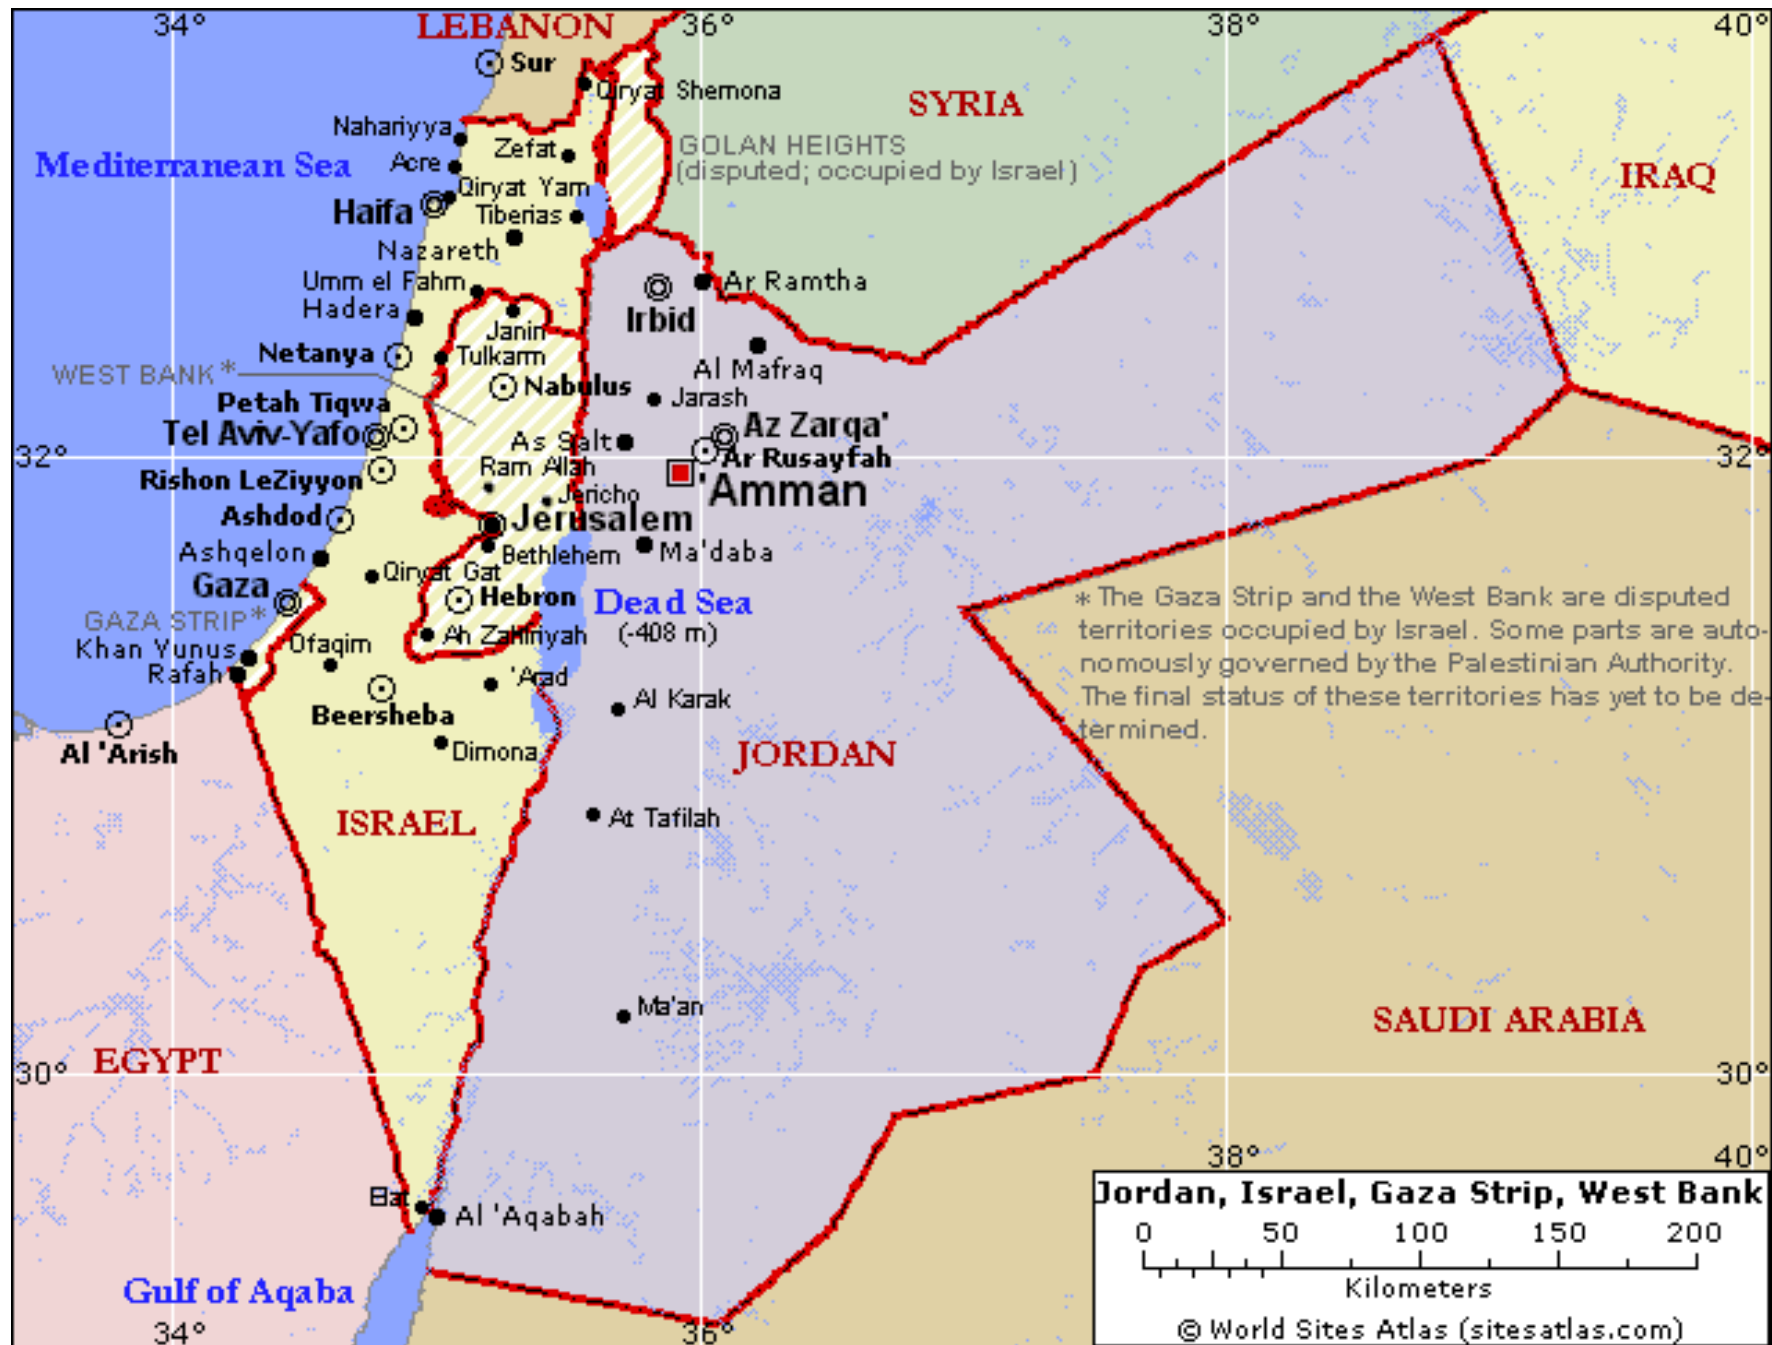 34°
LEBANON
36°
38°
40°
Sur
Qiryat Shemona
SYRIA
Nahariyya
Zefat
GOLAN HEIGHTS
(disputed; occupied by Israel)
Mediterranean Sea
Acre
Qiryat Yam
IRAQ
Haifa
Tiberias
Nazareth
Umm el Fahm
Ar Ramtha
Hadera
Irbid
Janin
Netanya
Tulkarm
WEST BANK*
Al Mafraq
Nabulus
Jarash
Petah Tiqwa
Tel Aviv-Yafo
As Salt
Az Zarqa'
32°
Ar Rusayfah
32°
Rishon LeZiyyon
Ram Allah
'Amman
Jericho
Ashdod
Jerusalem
Ashqelon
Bethlehem
Ma'daba
Qiryat Gat
Gaza
Hebron
Dead Sea
(-408 m)
GAZA STRIP*
Ah Zahiriyah
Ofaqim
Khan Yunus
Rafah
'Arad
* The Gaza Strip and the West Bank are disputed
territories occupied by Israel. Some parts are auto-
nomously governed by the Palestinian Authority.
The final status of these territories has yet to be de-
termined.
Al Karak
Beersheba
Al 'Arish
Dimona
JORDAN
ISRAEL
At Tafilah
Ma'an
SAUDI ARABIA
EGYPT
30°
30°
38°
40°
Elat
Al 'Aqabah
Gulf of Aqaba
34°
36°
Jordan, Israel, Gaza Strip, West Bank
0 50 100 150 200
Kilometers
© World Sites Atlas (sitesatlas.com)